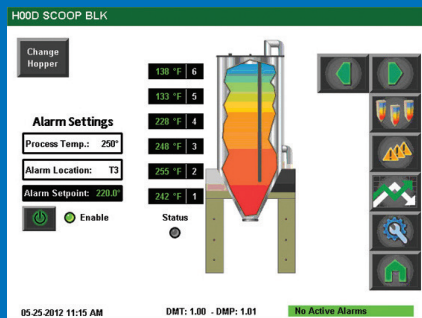 H00D SCOOP BLK
Change
Hopper
138 °F 6
133 °F 5
228 °F 4
248 °F 3
255 °F 2
242 °F 1
Alarm Settings
Process Temp.: 250°
Alarm Location: T3
Alarm Setpoint: 220.0°
Enable
Status
05-25-2012 11:15 AM
DMT: 1.00 - DMP: 1.01
No Active Alarms